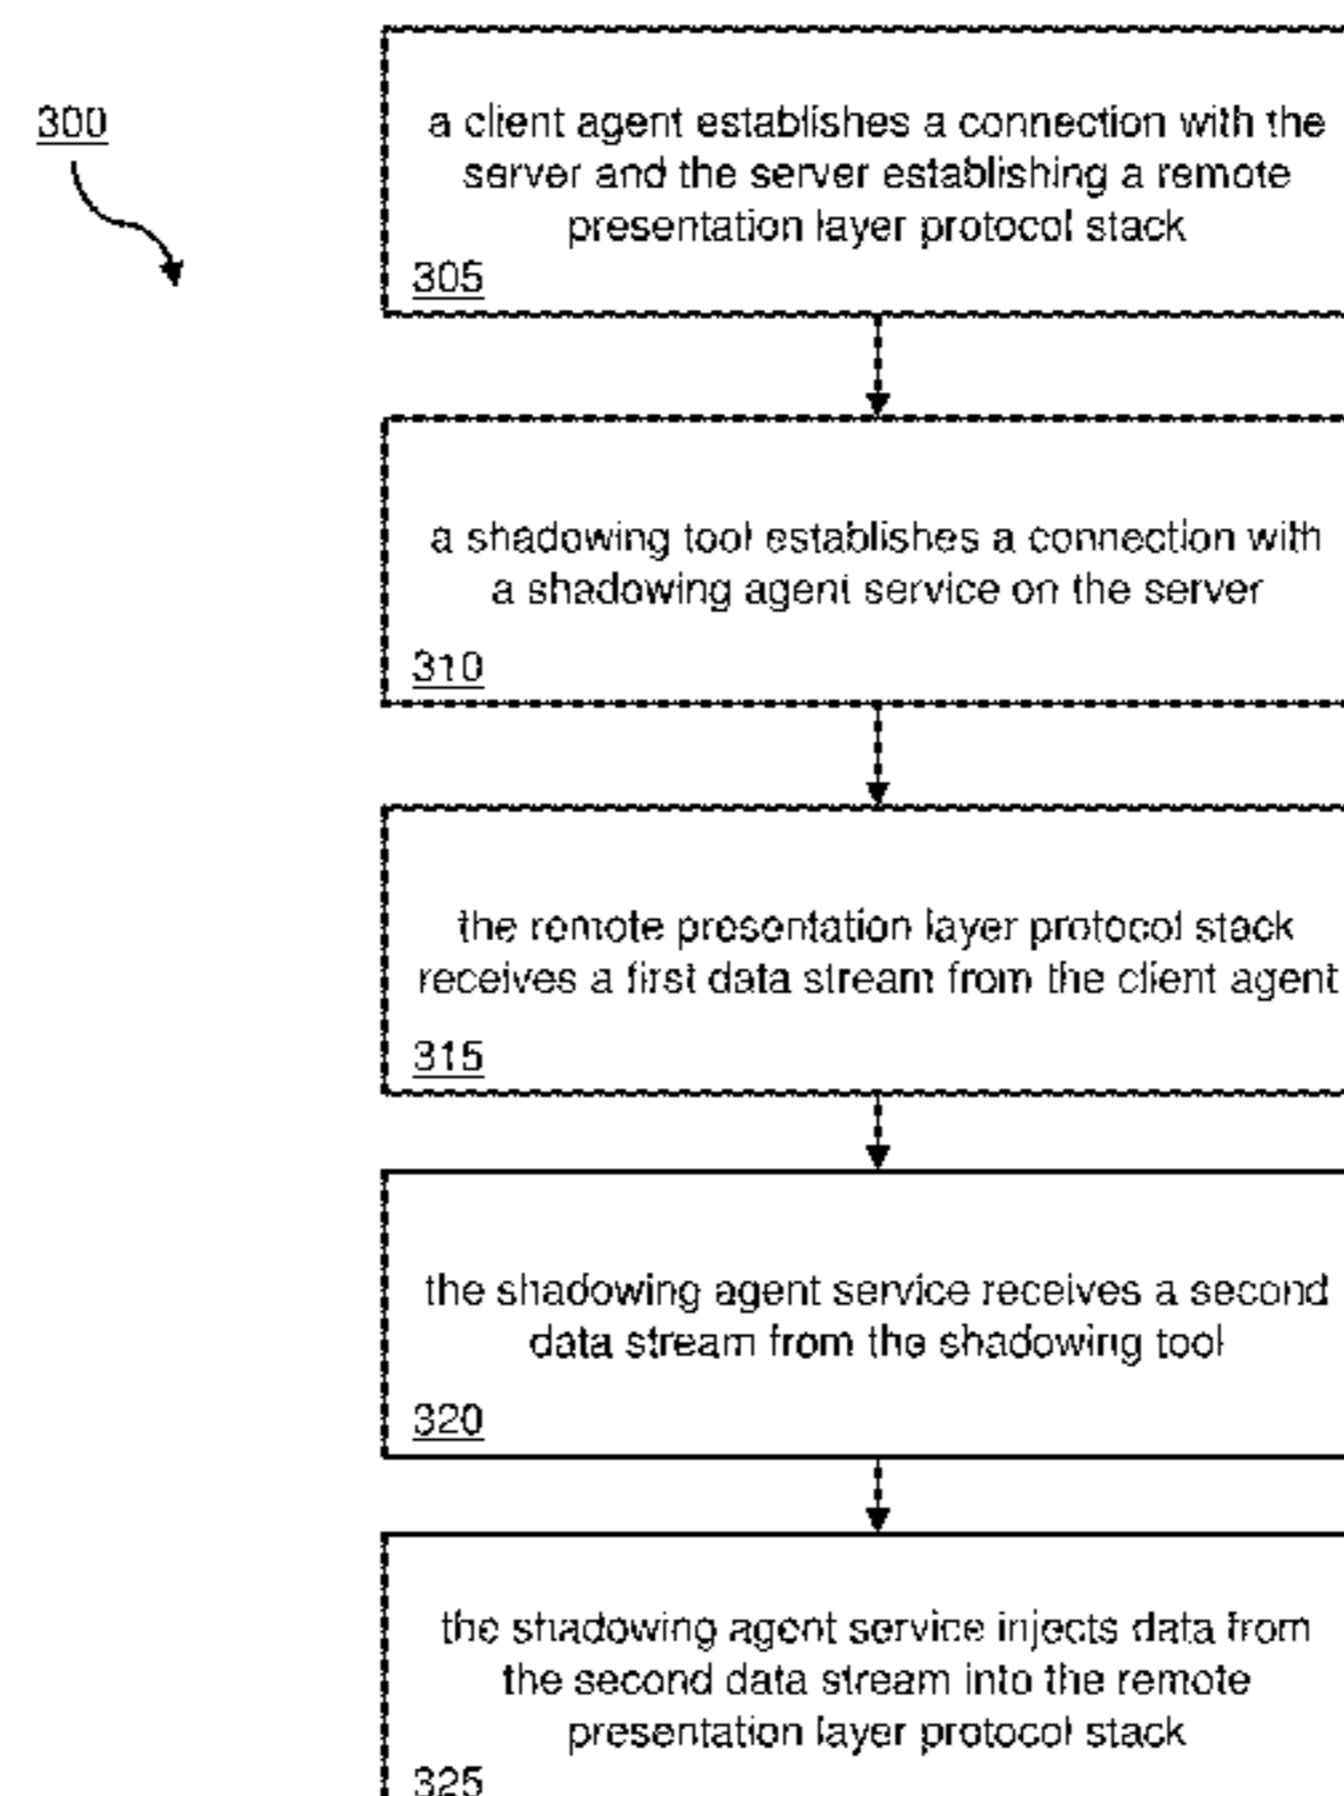 300
a client agent establishes a connection with the
server and the server establishing a remote
presentation layer protocol stack
305
a shadowing tool establishes a connection with
a shadowing agent service on the server
310
the remote presentation layer protocol stack
receives a first data stream from the client agent
315
the shadowing agent service receives a second
data stream from the shadowing tool
320
the shadowing agent service injects data from
the second data stream into the remote
presentation layer protocol stack
325